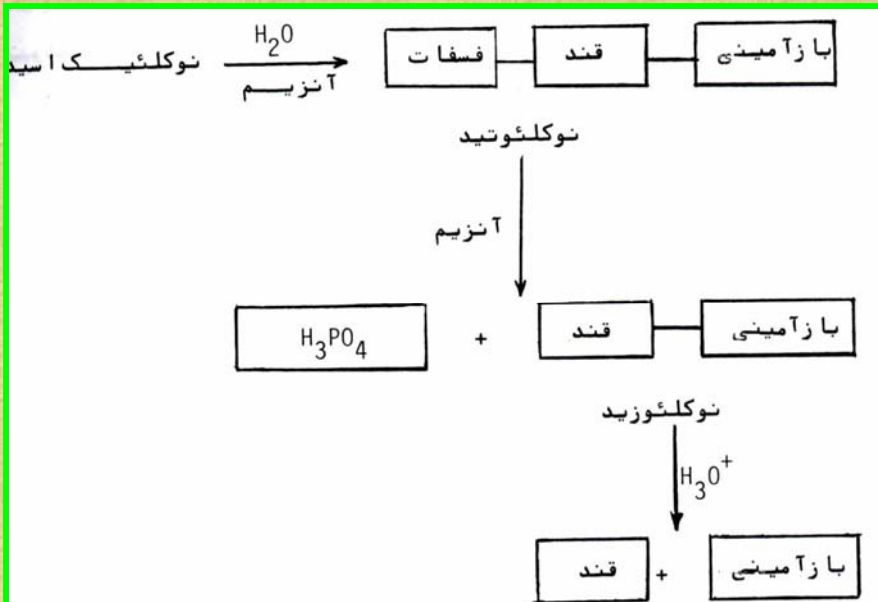 نوکلئیک اسید H₂O آنزیم فسفات قند بازآمینی
نوکلئوتید
آنزیم
H₃PO₄ + قند بازآمینی
نوکلئوزید
H₃O⁺
قند + بازآمینی